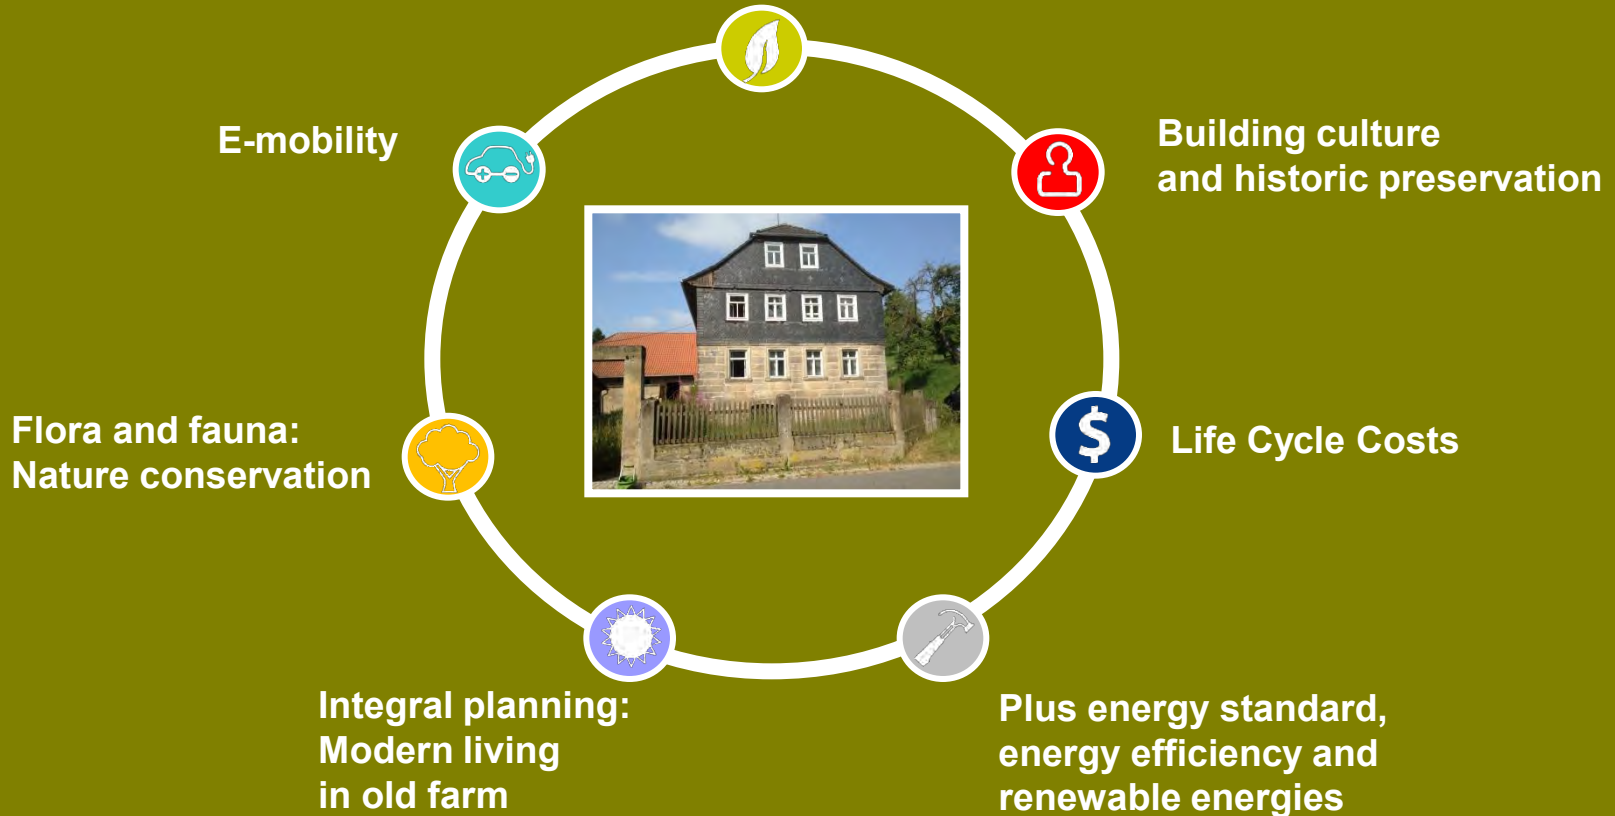 E-mobility
Building culture
and historic preservation
Flora and fauna:
Nature conservation
$
Life Cycle Costs
Integral planning:
Modern living
in old farm
Plus energy standard,
energy efficiency and
renewable energies